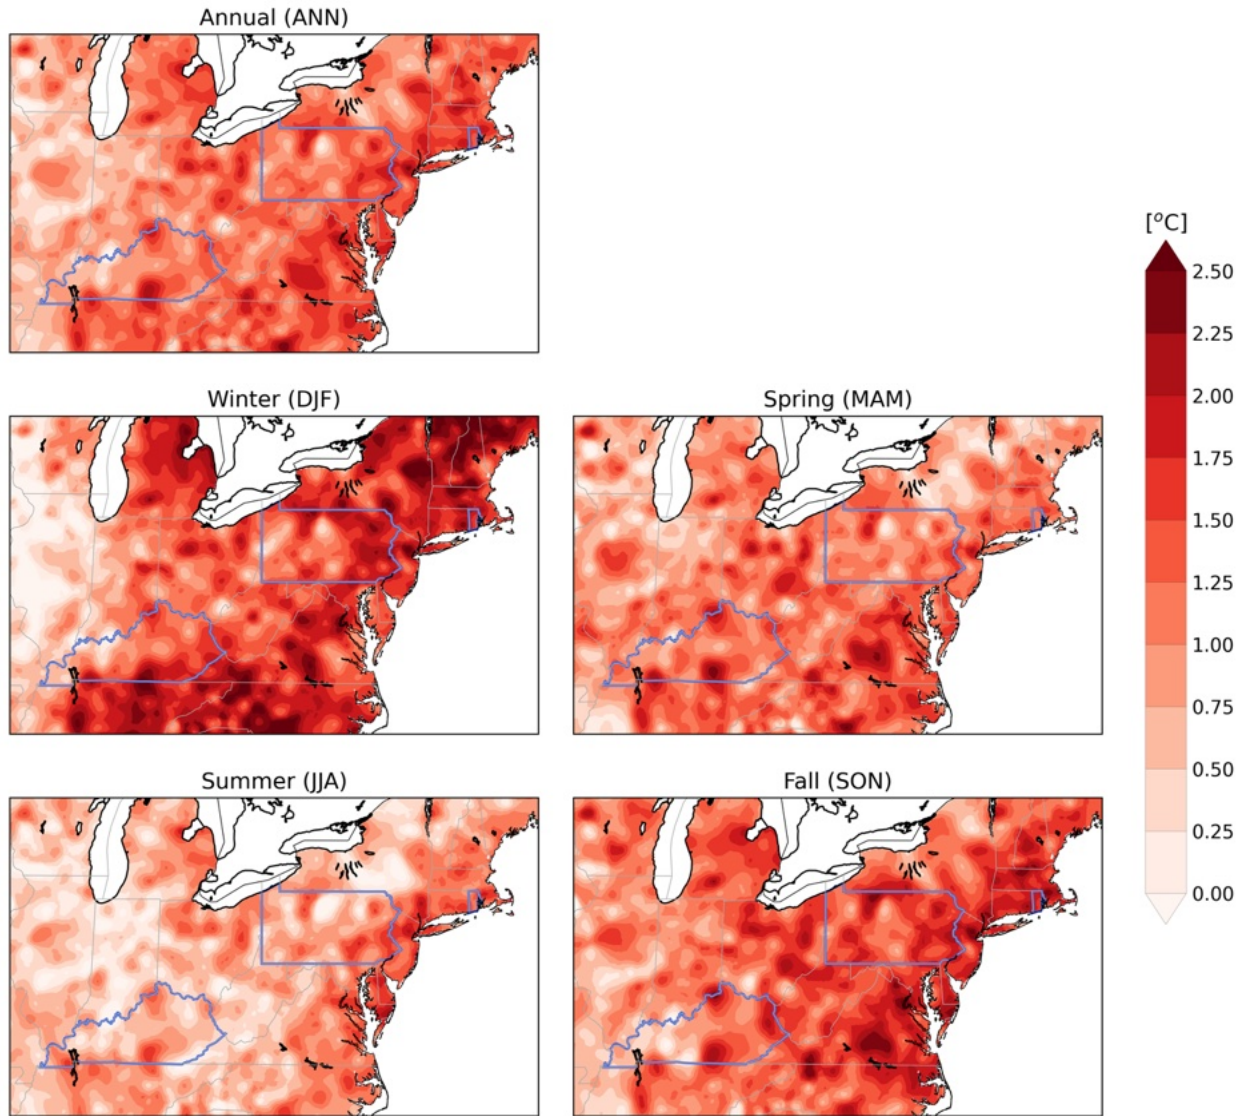 Annual (ANN)
[°C]
2.50
2.25
2.00
1.75
1.50
1.25
1.00
0.75
0.50
0.25
0.00
Winter (DJF)
Spring (MAM)
Summer (JJA)
Fall (SON)